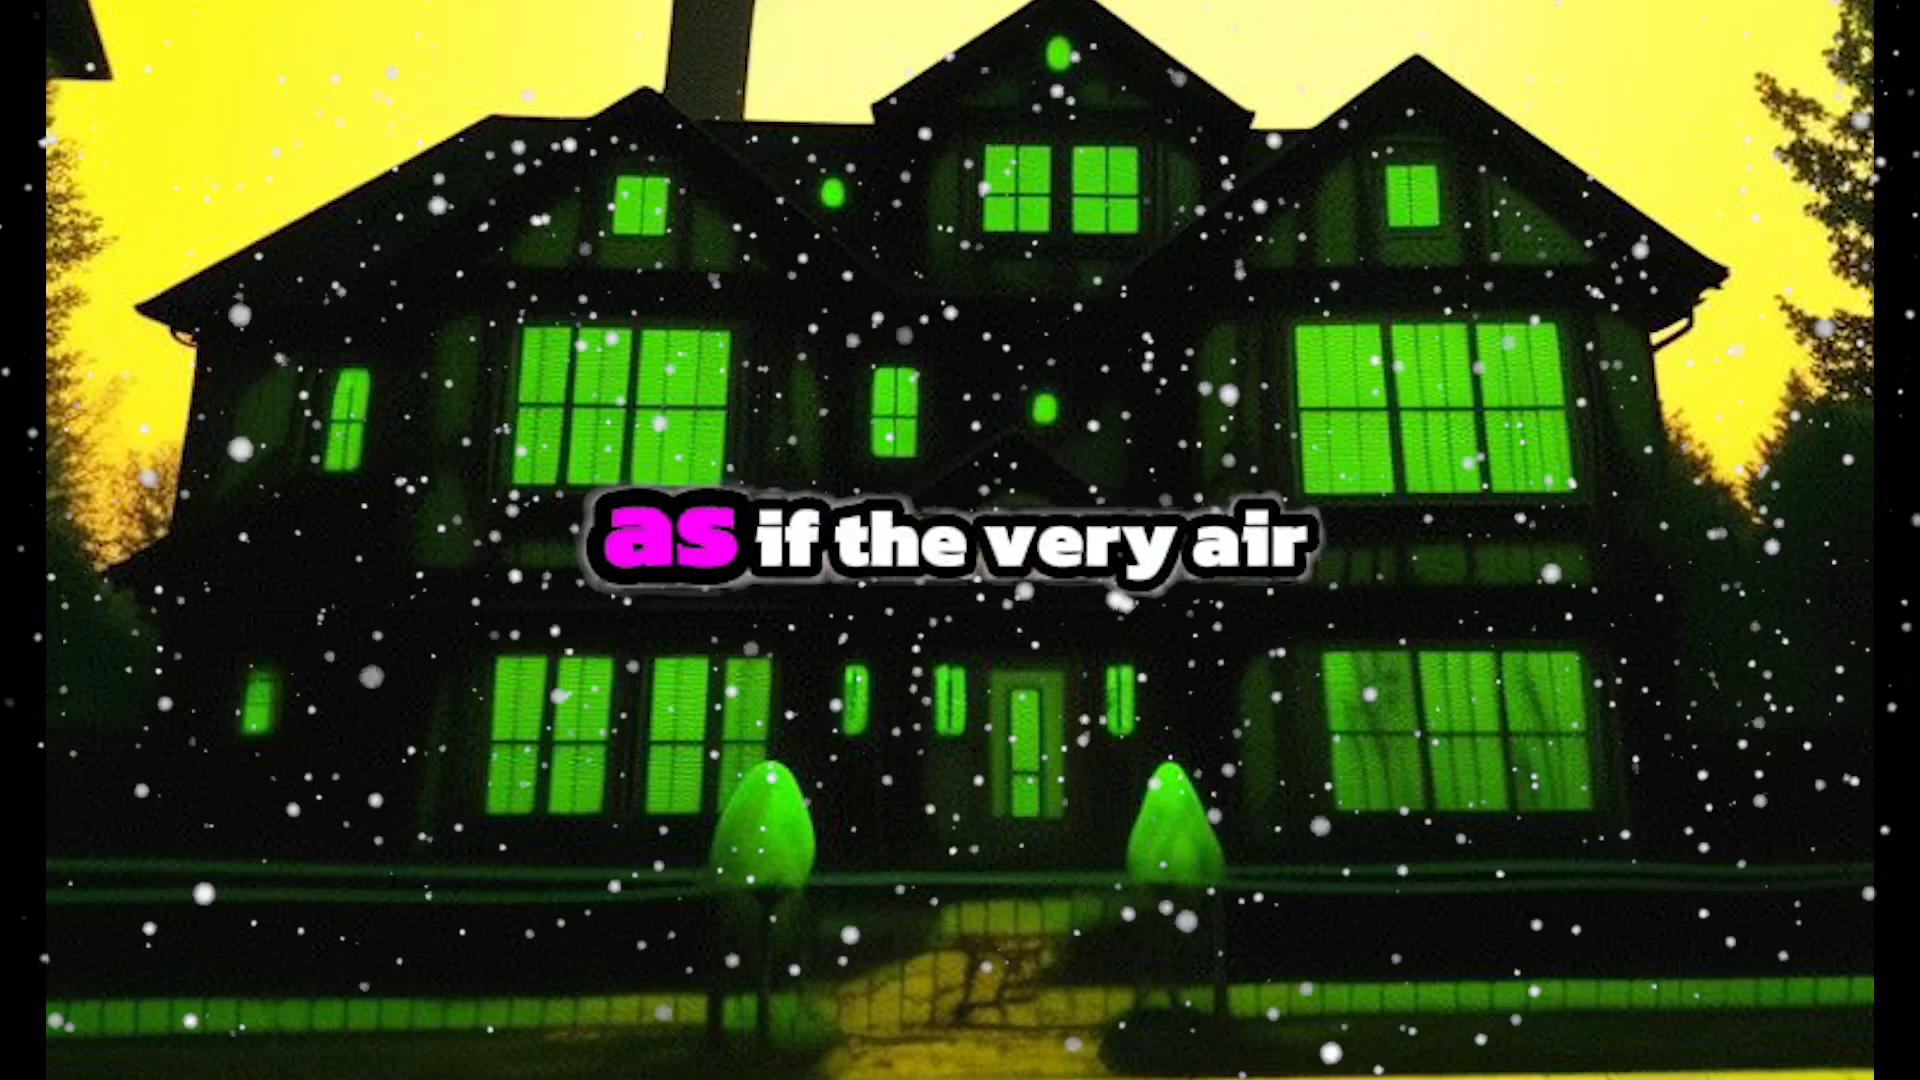 as if the very air